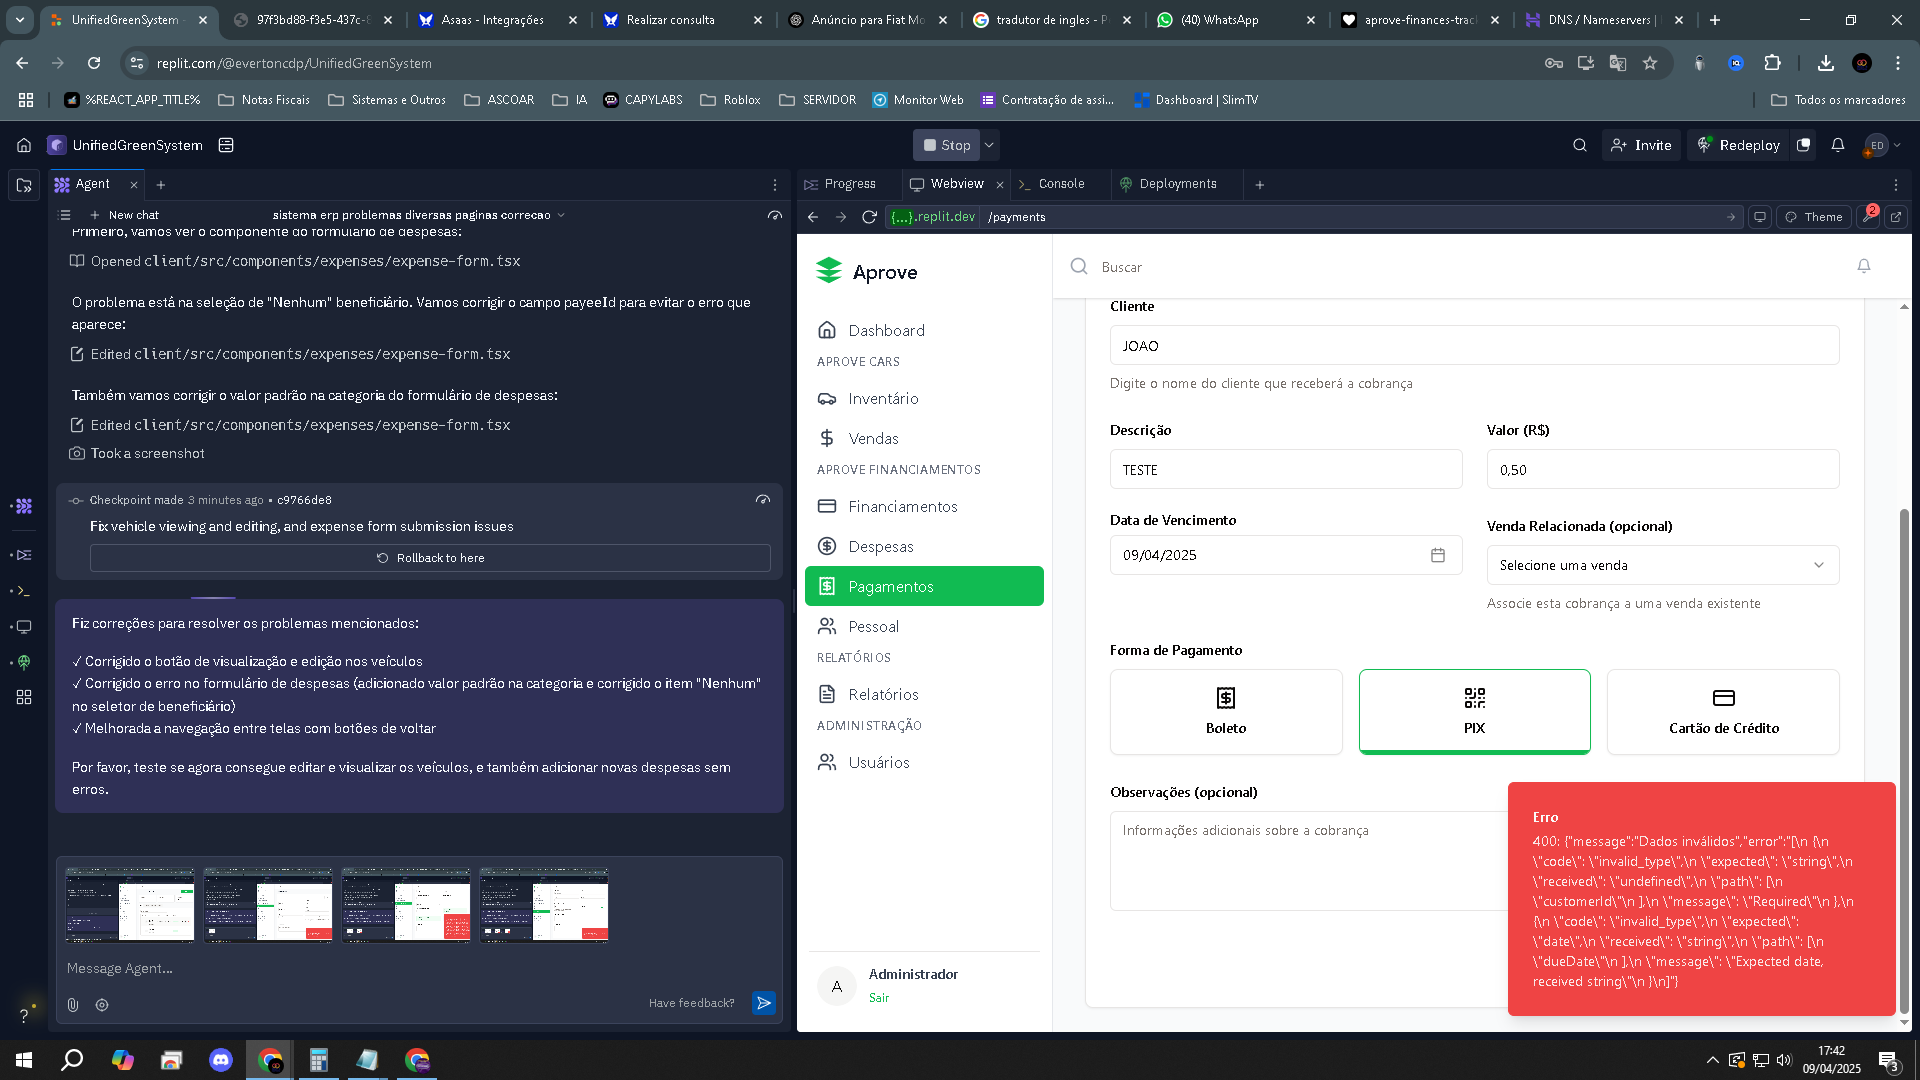 UnifiedGreenSystem -
97f3bd88-f3e5-437c-8
Asaas - Integrações
Realizar consulta
Anúncio para Fiat Mo
tradutor de ingles - Pe
(40) WhatsApp
aprove-finances-track
DNS / Nameservers |
replit.com/@evertoncdp/UnifiedGreenSystem
%REACT_APP_TITLE%
Notas Fiscais
Sistemas e Outros
ASCOAR
IA
CAPYLABS
Roblox
SERVIDOR
Monitor Web
Contratação de assi...
Dashboard | SlimTV
Todos os marcadores
UnifiedGreenSystem
Stop
Invite
Redeploy
ED
Agent
New chat
sistema erp problemas diversas paginas correcao
Primeiro, vamos ver o componente do formulário de despesas:
Opened client/src/components/expenses/expense-form.tsx
O problema está na seleção de "Nenhum" beneficiário. Vamos corrigir o campo payeeId para evitar o erro que
aparece:
Edited client/src/components/expenses/expense-form.tsx
Também vamos corrigir o valor padrão na categoria do formulário de despesas:
Edited client/src/components/expenses/expense-form.tsx
Took a screenshot
Checkpoint made 3 minutes ago • c9766de8
Fix vehicle viewing and editing, and expense form submission issues
Rollback to here
Fiz correções para resolver os problemas mencionados:
✓ Corrigido o botão de visualização e edição nos veículos
✓ Corrigido o erro no formulário de despesas (adicionado valor padrão na categoria e corrigido o item "Nenhum"
no seletor de beneficiário)
✓ Melhorada a navegação entre telas com botões de voltar
Por favor, teste se agora consegue editar e visualizar os veículos, e também adicionar novas despesas sem
erros.
Message Agent...
Have feedback?
Progress
Webview
Console
Deployments
{...}.replit.dev
/payments
Theme
2
Aprove
Dashboard
APROVE CARS
Inventário
Vendas
APROVE FINANCIAMENTOS
Financiamentos
Despesas
Pagamentos
Pessoal
RELATÓRIOS
Relatórios
ADMINISTRAÇÃO
Usuários
A
Administrador
Sair
Buscar
Cliente
JOAO
Digite o nome do cliente que receberá a cobrança
Descrição
TESTE
Valor (R$)
0,50
Data de Vencimento
09/04/2025
Venda Relacionada (opcional)
Selecione uma venda
Associe esta cobrança a uma venda existente
Forma de Pagamento
Boleto
PIX
Cartão de Crédito
Observações (opcional)
Informações adicionais sobre a cobrança
Erro
400: {"message":"Dados inválidos","error":"[\n {\n
\"code\": \"invalid_type\",\n \"expected\": \"string\",\n
\"received\": \"undefined\",\n \"path\": [\n
\"customerId\"\n ],\n \"message\": \"Required\"\n },\n
{\n \"code\": \"invalid_type\",\n \"expected\":
\"date\",\n \"received\": \"string\",\n \"path\": [\n
\"dueDate\"\n ],\n \"message\": \"Expected date,
received string\"\n }\n]"}
17:42
09/04/2025
3